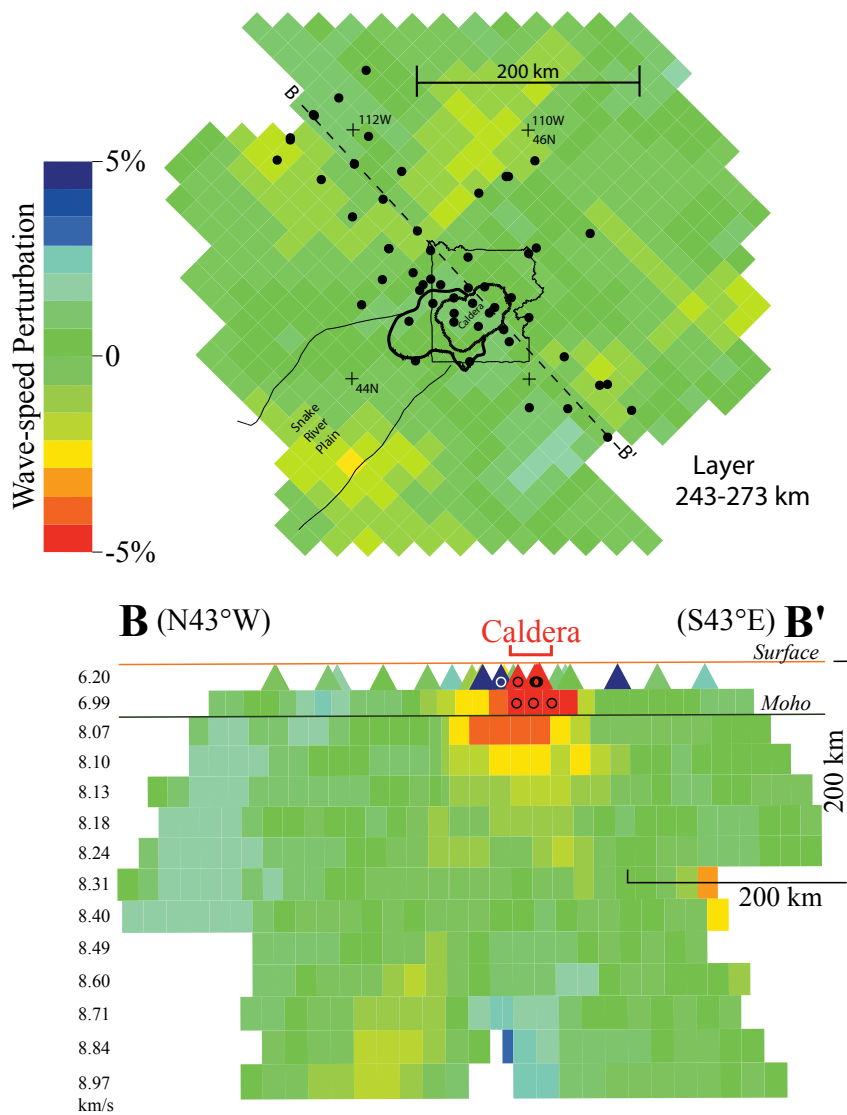 B
200 km
112W
110W
46N
5%
Wave-speed Perturbation
0
-5%
Caldera
44N
Snake
River
Plain
B'
Layer
243-273 km
B (N43°W)
(S43°E) B'
Caldera
Surface
6.20
6.99
Moho
8.07
8.10
200 km
8.13
8.18
8.24
8.31
200 km
8.40
8.49
8.60
8.71
8.84
8.97
km/s